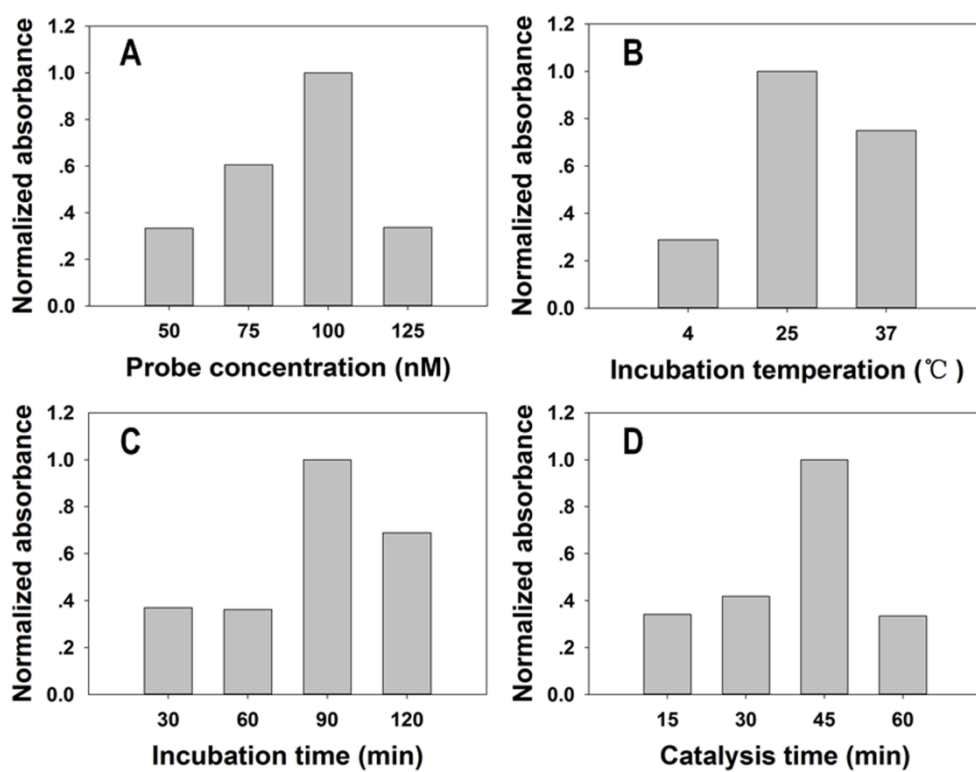 A
Normalized absorbance
1.2
1.0
.8
.6
.4
.2
0.0
50 75 100 125
Probe concentration (nM)
B
Normalized absorbance
1.2
1.0
.8
.6
.4
.2
0.0
4 25 37
Incubation temperation (℃)
C
Normalized absorbance
1.2
1.0
.8
.6
.4
.2
0.0
30 60 90 120
Incubation time (min)
D
Normalized absorbance
1.2
1.0
.8
.6
.4
.2
0.0
15 30 45 60
Catalysis time (min)